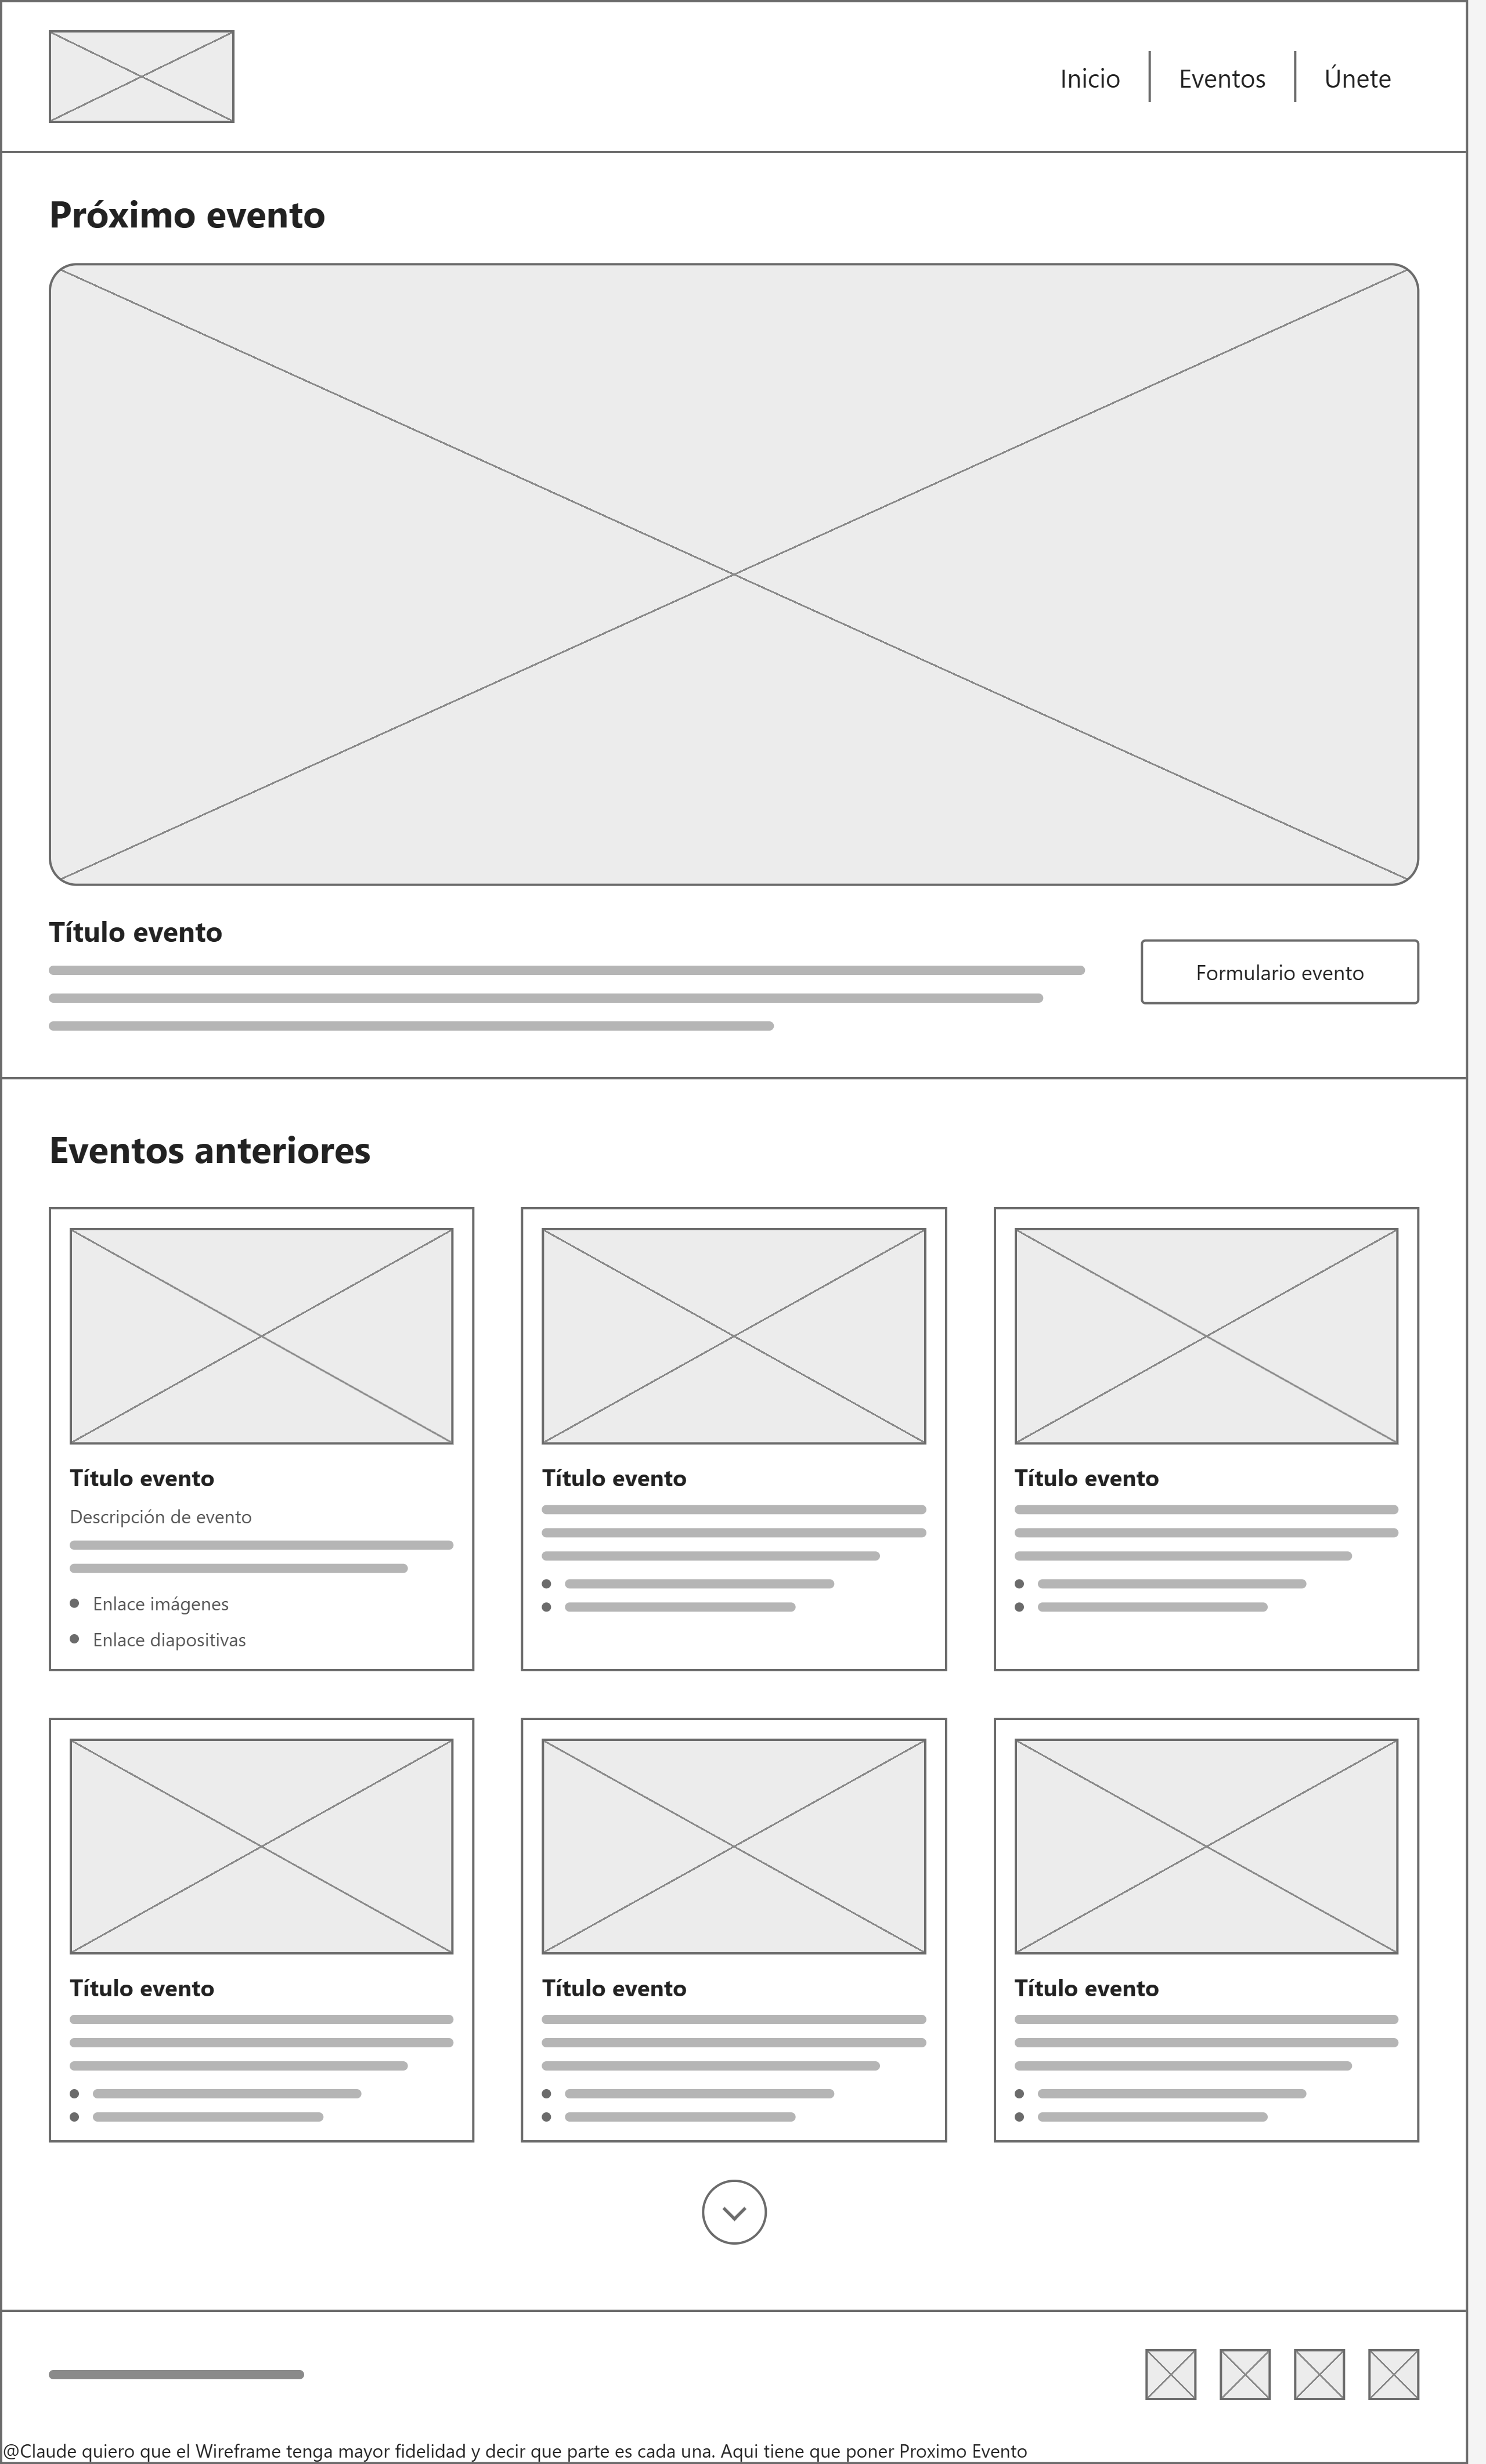 Inicio
Eventos
Únete
Próximo evento
Título evento
Formulario evento
Eventos anteriores
Título evento
Descripción de evento
Enlace imágenes
Enlace diapositivas
Título evento
Título evento
Título evento
Título evento
Título evento
@Claude quiero que el Wireframe tenga mayor fidelidad y decir que parte es cada una. Aqui tiene que poner Proximo Evento